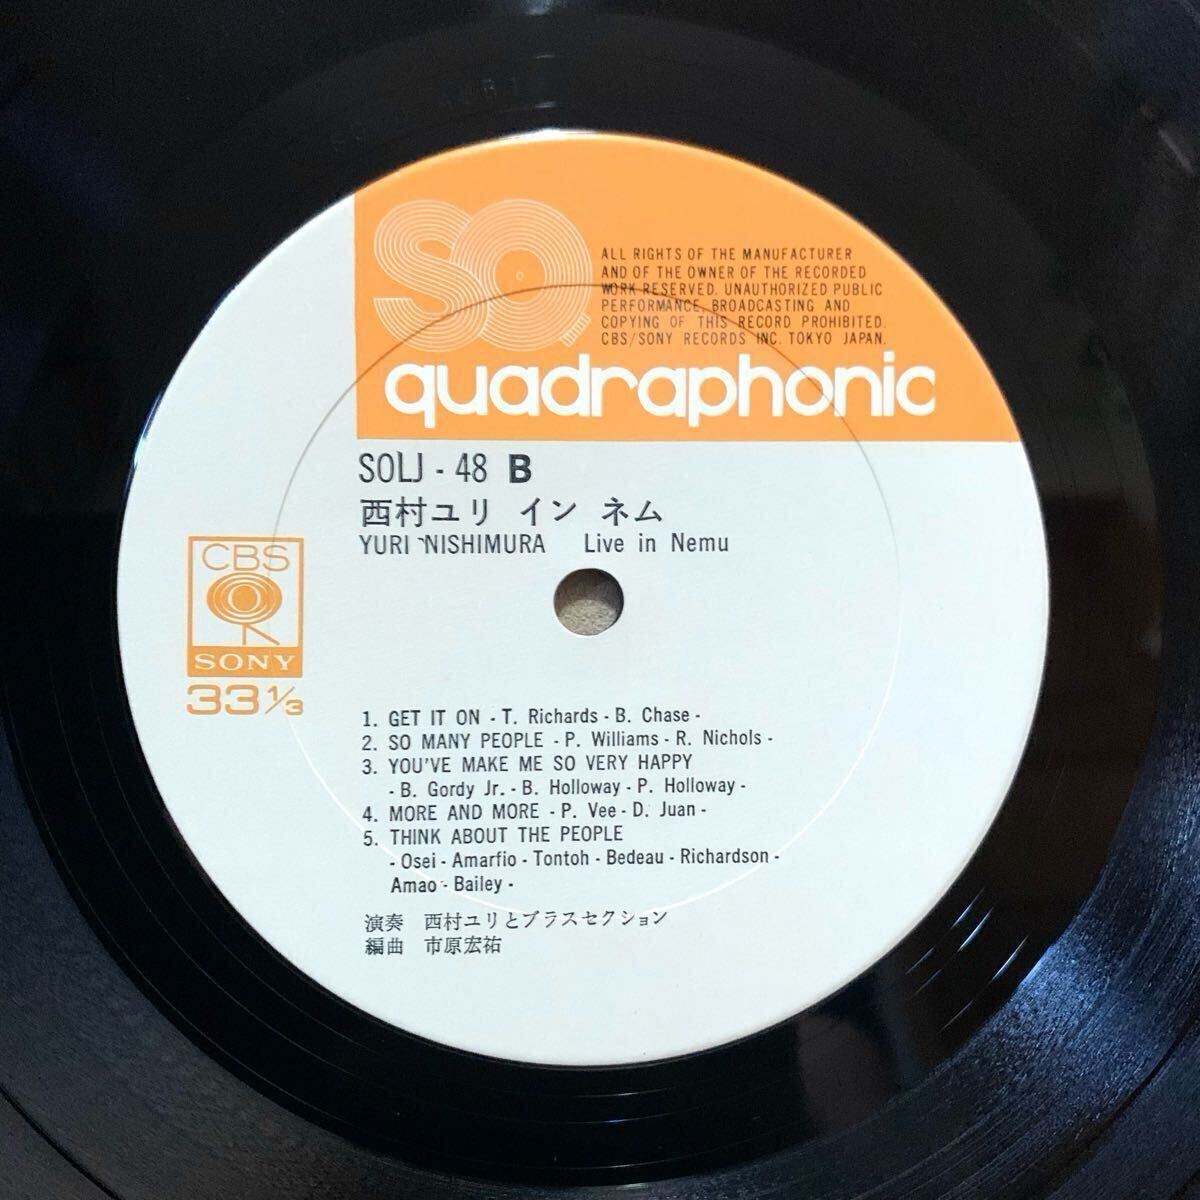 SQ
ALL RIGHTS OF THE MANUFACTURER
AND OF THE OWNER OF THE RECORDED
WORK RESERVED. UNAUTHORIZED PUBLIC
PERFORMANCE, BROADCASTING AND
COPYING OF THIS RECORD PROHIBITED.
CBS/SONY RECORDS INC. TOKYO JAPAN.
quadraphonic
SOLJ - 48 B
西村ユリ イン ネム
YURI NISHIMURA Live in Nemu
CBS
SONY
33 1/3
1. GET IT ON - T. Richards - B. Chase -
2. SO MANY PEOPLE - P. Williams - R. Nichols -
3. YOU'VE MAKE ME SO VERY HAPPY
- B. Gordy Jr. - B. Holloway - P. Holloway -
4. MORE AND MORE - P. Vee - D. Juan -
5. THINK ABOUT THE PEOPLE
- Osei - Amarfio - Tontoh - Bedeau - Richardson -
Amao - Bailey -
演奏 西村ユリとブラスセクション
編曲 市原宏祐